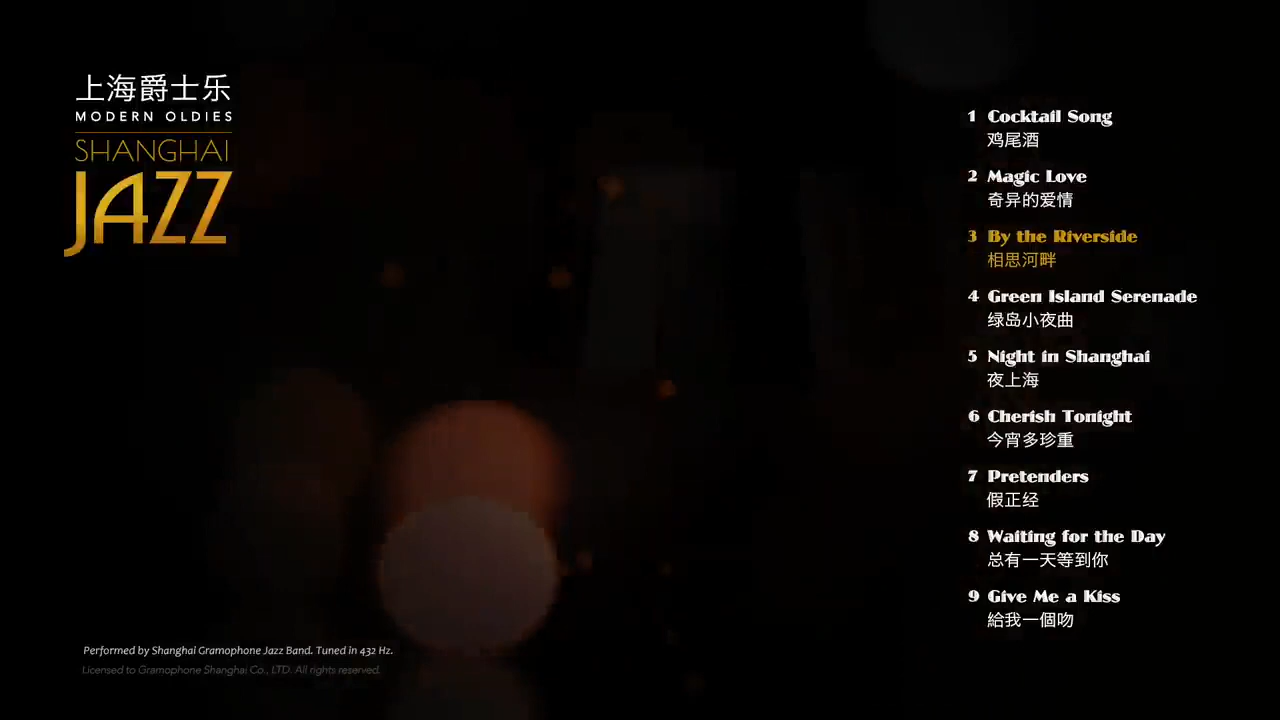 上海爵士乐
MODERN OLDIES
SHANGHAI
JAZZ
1 Cocktail Song
鸡尾酒
2 Magic Love
奇异的爱情
3 By the Riverside
相思河畔
4 Green Island Serenade
绿岛小夜曲
5 Night in Shanghai
夜上海
6 Cherish Tonight
今宵多珍重
7 Pretenders
假正经
8 Waiting for the Day
总有一天等到你
9 Give Me a Kiss
給我一個吻
Performed by Shanghai Gramophone Jazz Band. Tuned in 432 Hz.
Licensed to Gramophone Shanghai Co., LTD. All rights reserved.